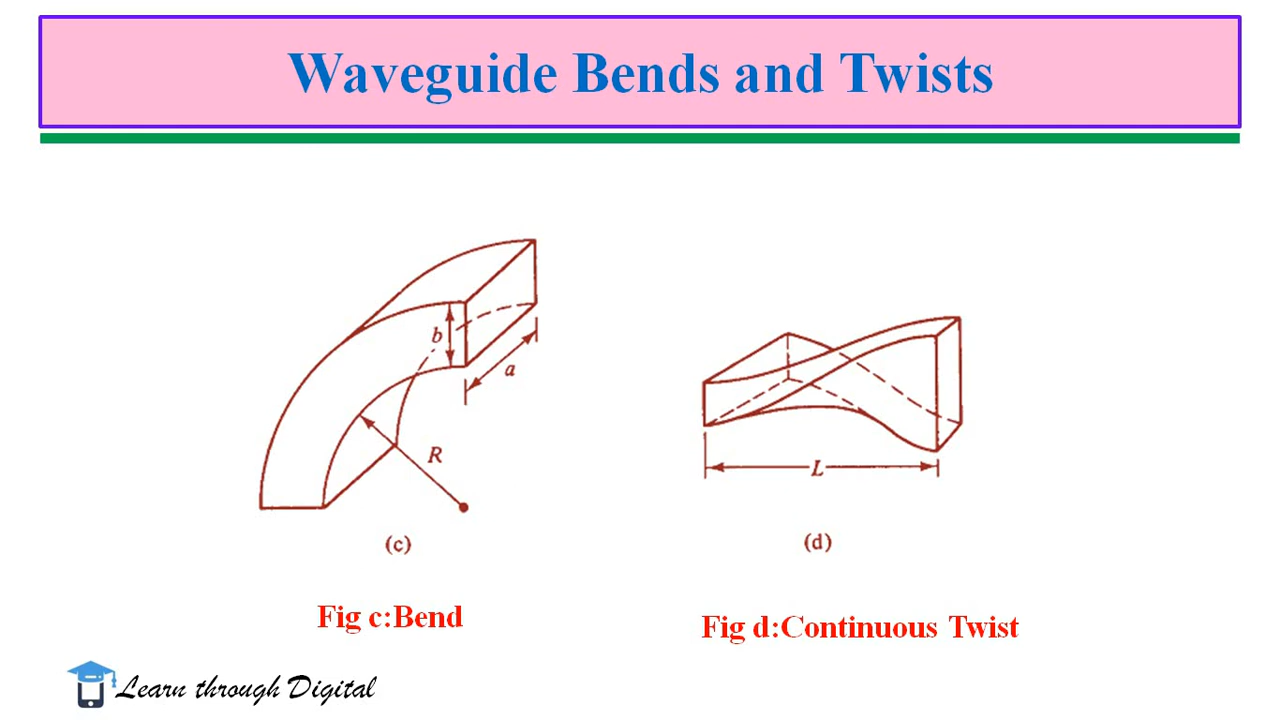 Waveguide Bends and Twists
b
a
R
L
(c)
(d)
Fig c:Bend
Fig d:Continuous Twist
Learn through Digital